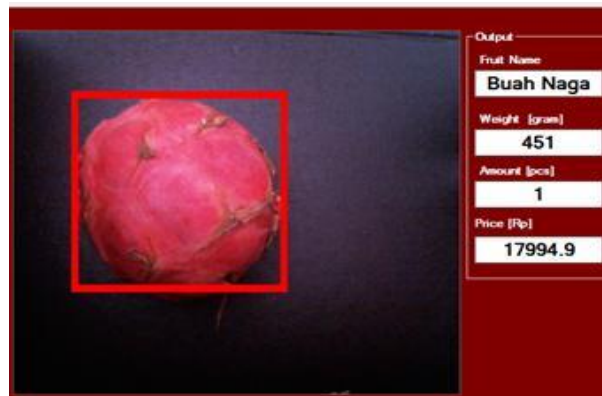 Output
Fruit Name
Buah Naga
Weight [gram]
451
Amount [pcs]
1
Price [Rp]
17994.9